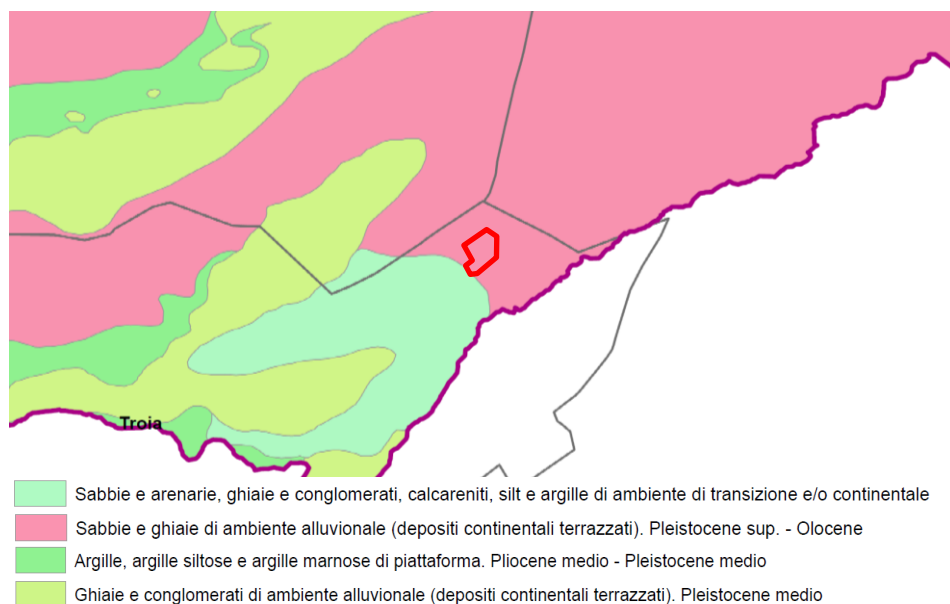 Troia
Sabbie e arenarie, ghiaie e conglomerati, calcareniti, silt e argille di ambiente di transizione e/o continentale
Sabbie e ghiaie di ambiente alluvionale (depositi continentali terrazzati). Pleistocene sup. - Olocene
Argille, argille siltose e argille marnose di piattaforma. Pliocene medio - Pleistocene medio
Ghiaie e conglomerati di ambiente alluvionale (depositi continentali terrazzati). Pleistocene medio